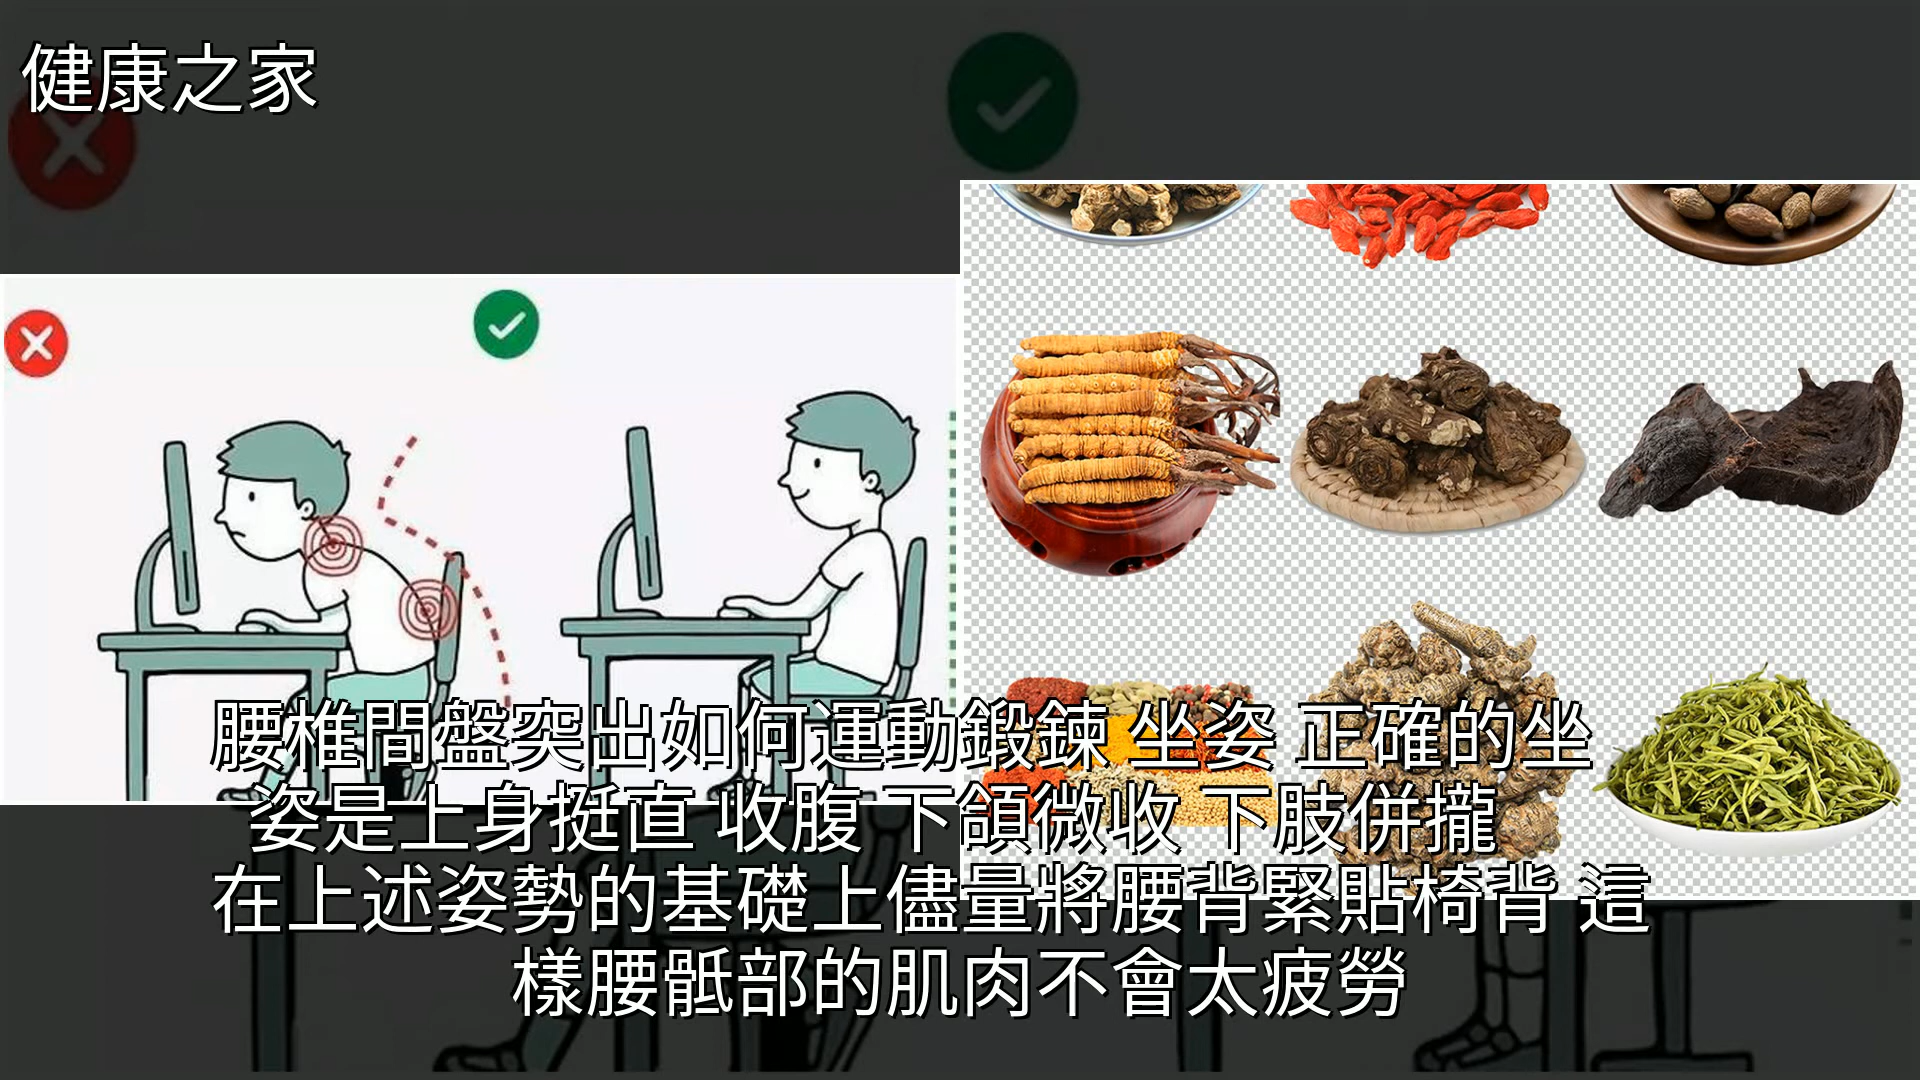 健康之家
腰椎間盤突出如何運動鍛鍊 坐姿 正確的坐
姿是上身挺直 收腹 下頜微收 下肢併攏
在上述姿勢的基礎上儘量將腰背緊貼椅背 這
樣腰骶部的肌肉不會太疲勞